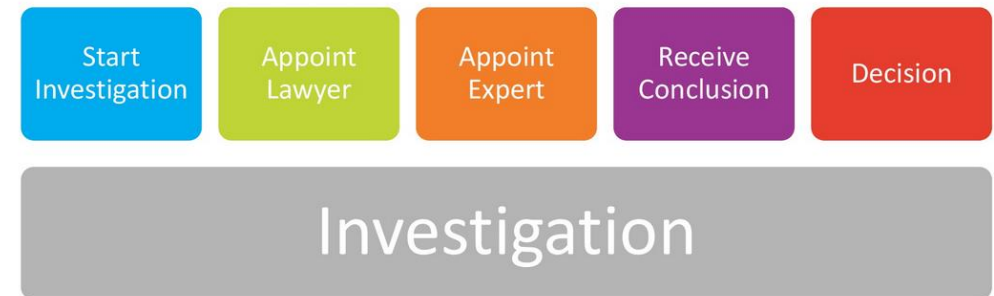 Start
Investigation
Appoint
Lawyer
Appoint
Expert
Receive
Conclusion
Decision
Investigation